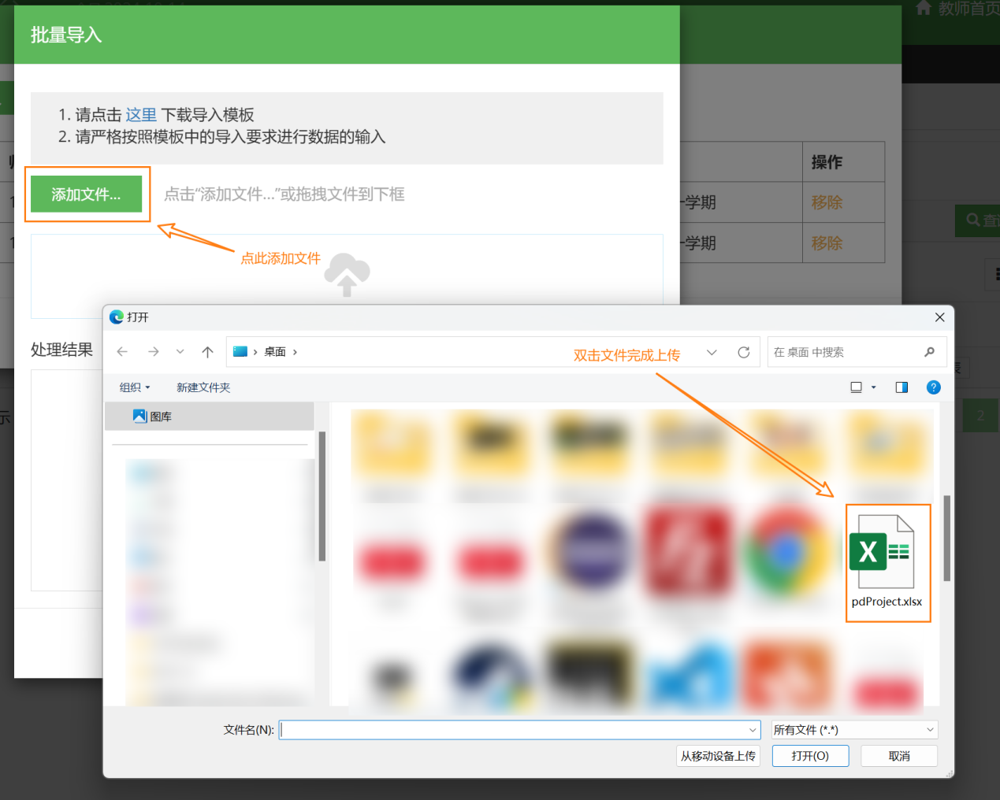 教师首页
批量导入
1. 请点击 这里 下载导入模板
2. 请严格按照模板中的导入要求进行数据的输入
操作
添加文件...
点击“添加文件...”或拖拽文件到下框
学期
移除
学期
移除
点此添加文件
处理结果
打开
桌面
双击文件完成上传
在 桌面 中搜索
组织
新建文件夹
图库
2
pdProject.xlsx
文件名(N):
所有文件 (*.*)
从移动设备上传
打开(O)
取消